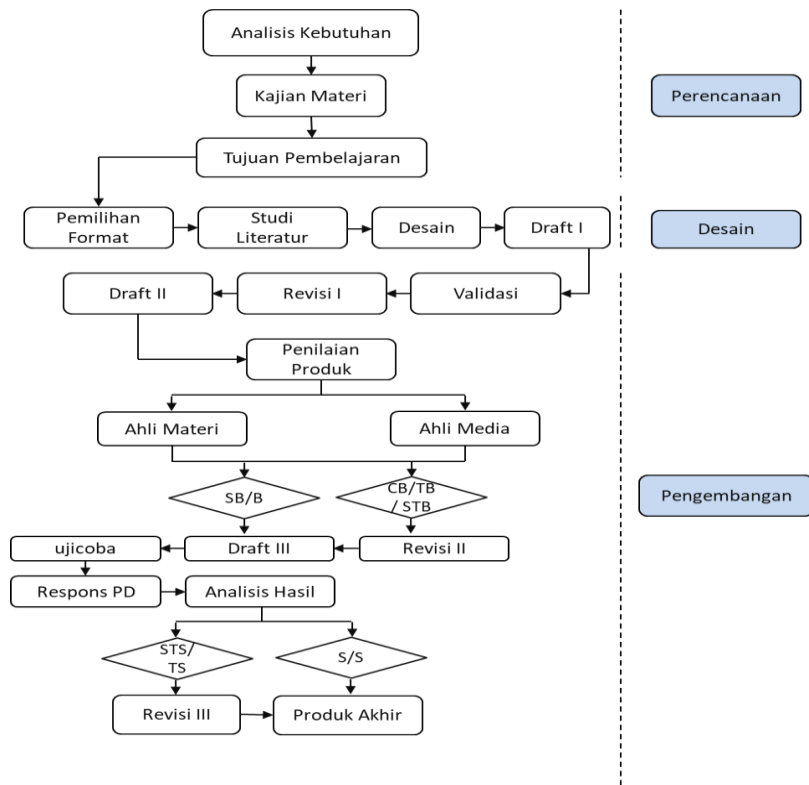 Analisis Kebutuhan
Kajian Materi
Perencanaan
Tujuan Pembelajaran
Pemilihan
Format
Studi
Literatur
Desain
Draft I
Desain
Draft II
Revisi I
Validasi
Penilaian
Produk
Ahli Materi
Ahli Media
SB/B
CB/TB
/ STB
Pengembangan
ujicoba
Draft III
Revisi II
Respons PD
Analisis Hasil
STS/
TS
S/S
Revisi III
Produk Akhir